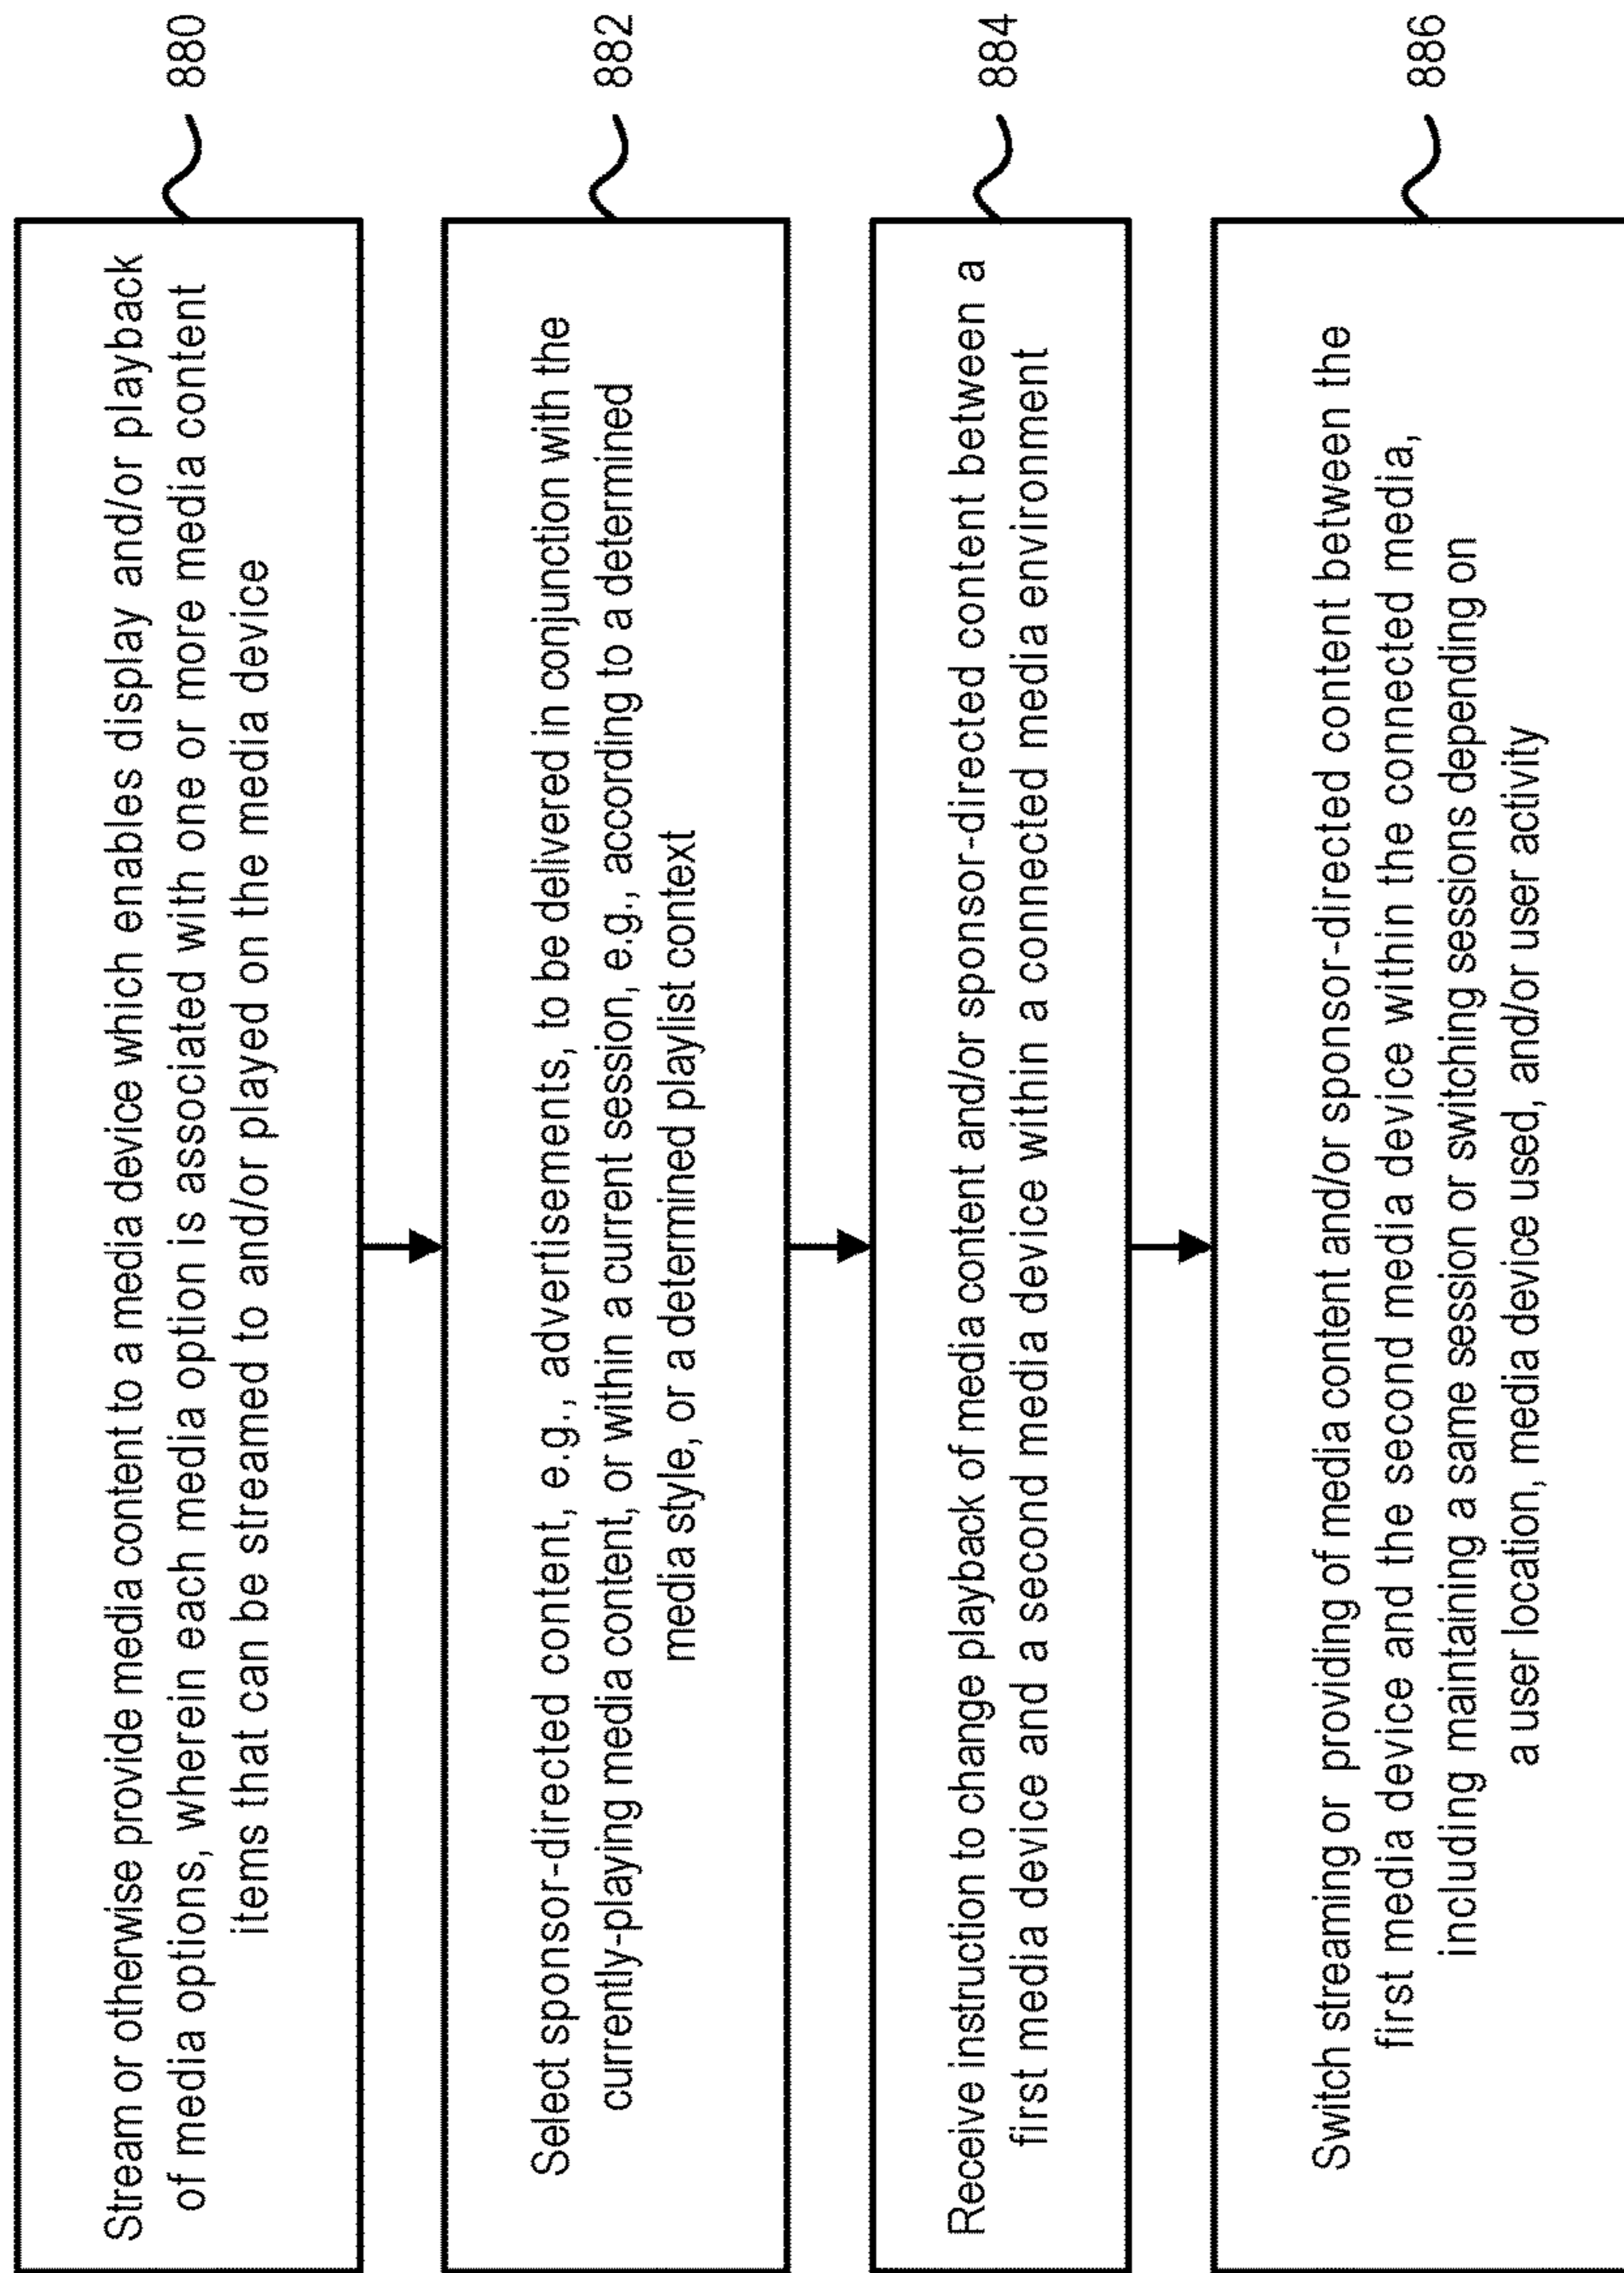 Stream or otherwise provide media content to a media device which enables display and/or playback
of media options, wherein each media option is associated with one or more media content
items that can be streamed to and/or played on the media device
880
Select sponsor-directed content, e.g., advertisements, to be delivered in conjunction with the
currently-playing media content, or within a current session, e.g., according to a determined
media style, or a determined playlist context
882
Receive instruction to change playback of media content and/or sponsor-directed content between a
first media device and a second media device within a connected media environment
884
Switch streaming or providing of media content and/or sponsor-directed content between the
first media device and the second media device within the connected media,
including maintaining a same session or switching sessions depending on
a user location, media device used, and/or user activity
886